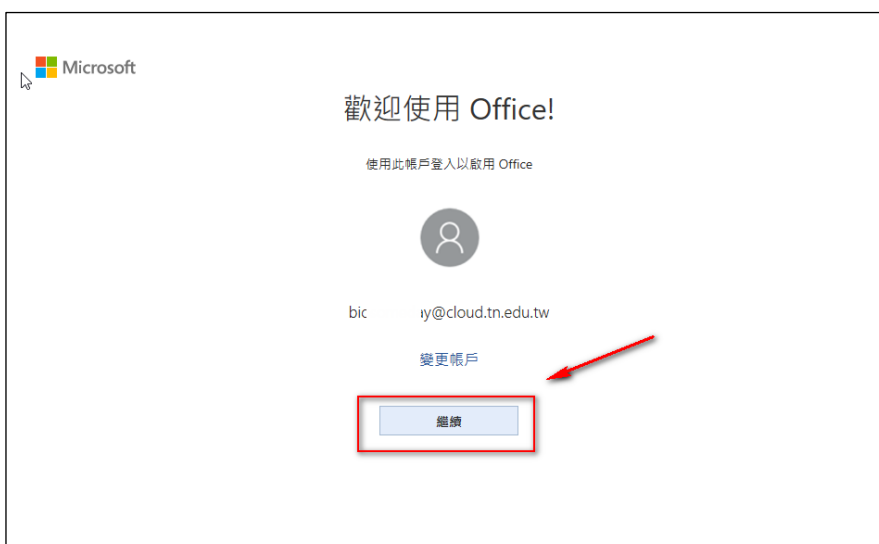 Microsoft
歡迎使用 Office!
使用此帳戶登入以啟用 Office
bic y@cloud.tn.edu.tw
變更帳戶
繼續